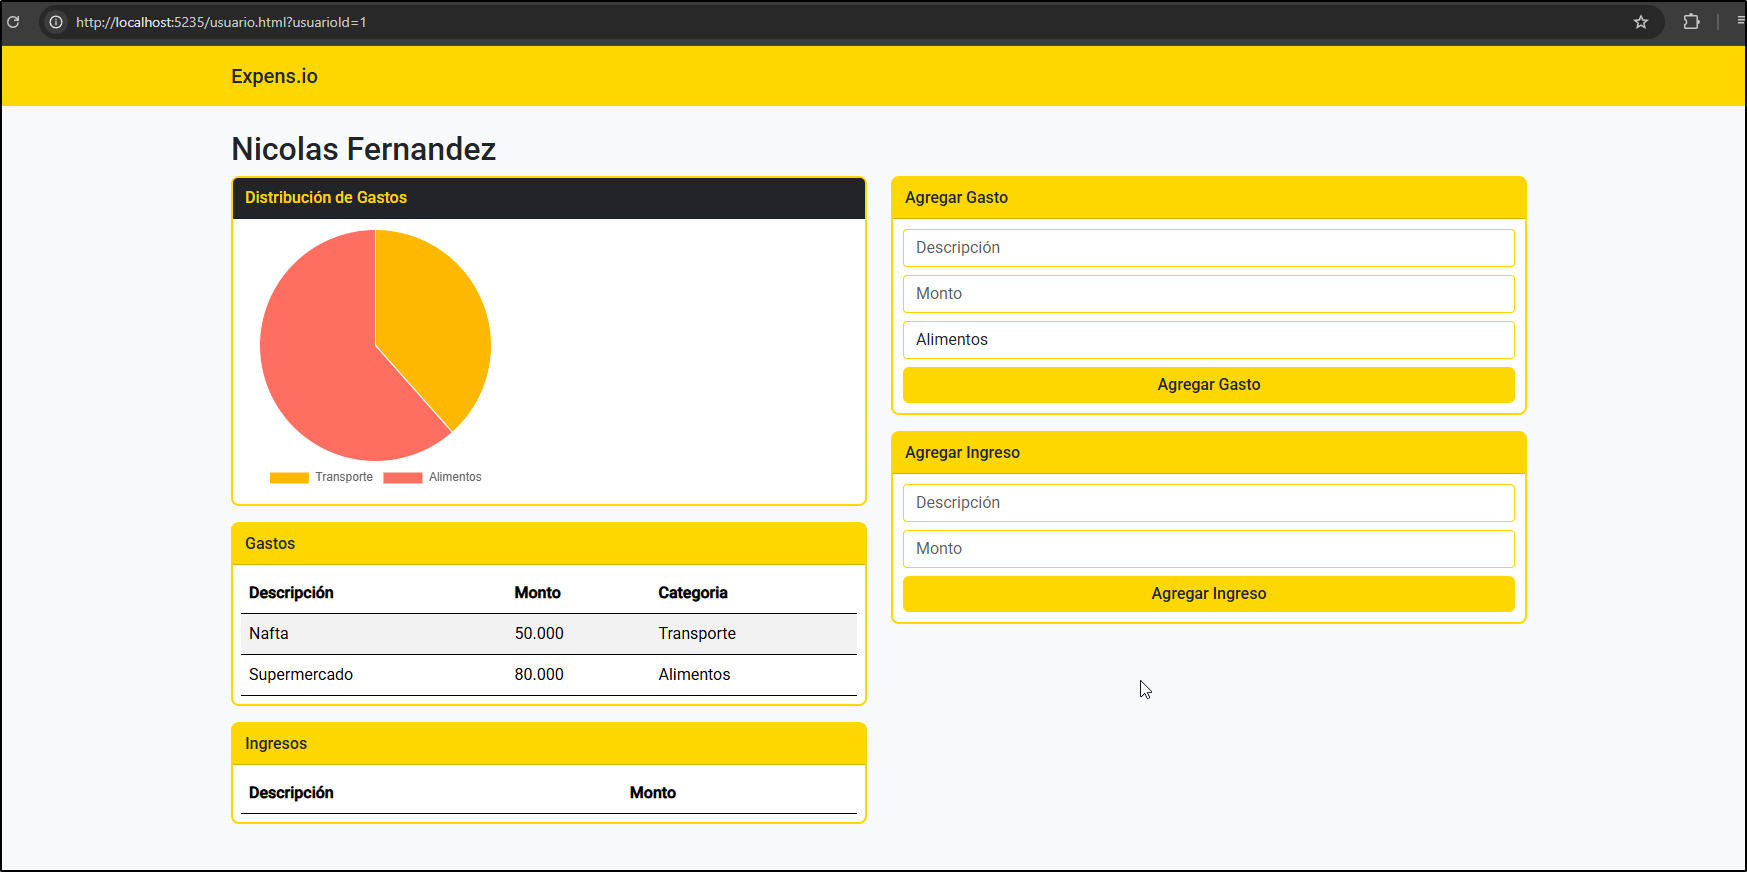 http://localhost:5235/usuario.html?usuarioId=1
Expens.io
Nicolas Fernandez
Distribución de Gastos
Transporte Alimentos
Gastos
Descripción Monto Categoria
Nafta 50.000 Transporte
Supermercado 80.000 Alimentos
Ingresos
Descripción Monto
Agregar Gasto
Descripción
Monto
Alimentos
Agregar Gasto
Agregar Ingreso
Descripción
Monto
Agregar Ingreso